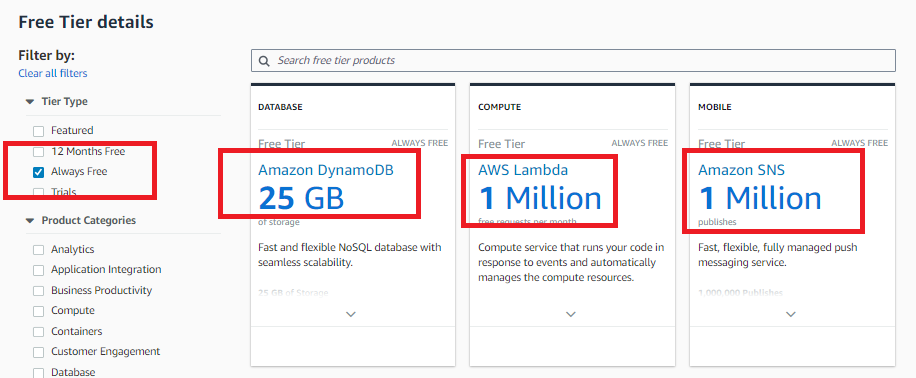 Free Tier details
Filter by:
Clear all filters
Tier Type
Featured
12 Months Free
Always Free
Trials
Product Categories
Analytics
Application Integration
Business Productivity
Compute
Containers
Customer Engagement
Database
Search free tier products
DATABASE
Free Tier ALWAYS FREE
Amazon DynamoDB
25 GB
of storage
Fast and flexible NoSQL database with
seamless scalability.
25 GB of Storage
COMPUTE
Free Tier ALWAYS FREE
AWS Lambda
1 Million
free requests per month
Compute service that runs your code in
response to events and automatically
manages the compute resources.
MOBILE
Free Tier ALWAYS FREE
Amazon SNS
1 Million
publishes
Fast, flexible, fully managed push
messaging service.
1,000,000 Publishes